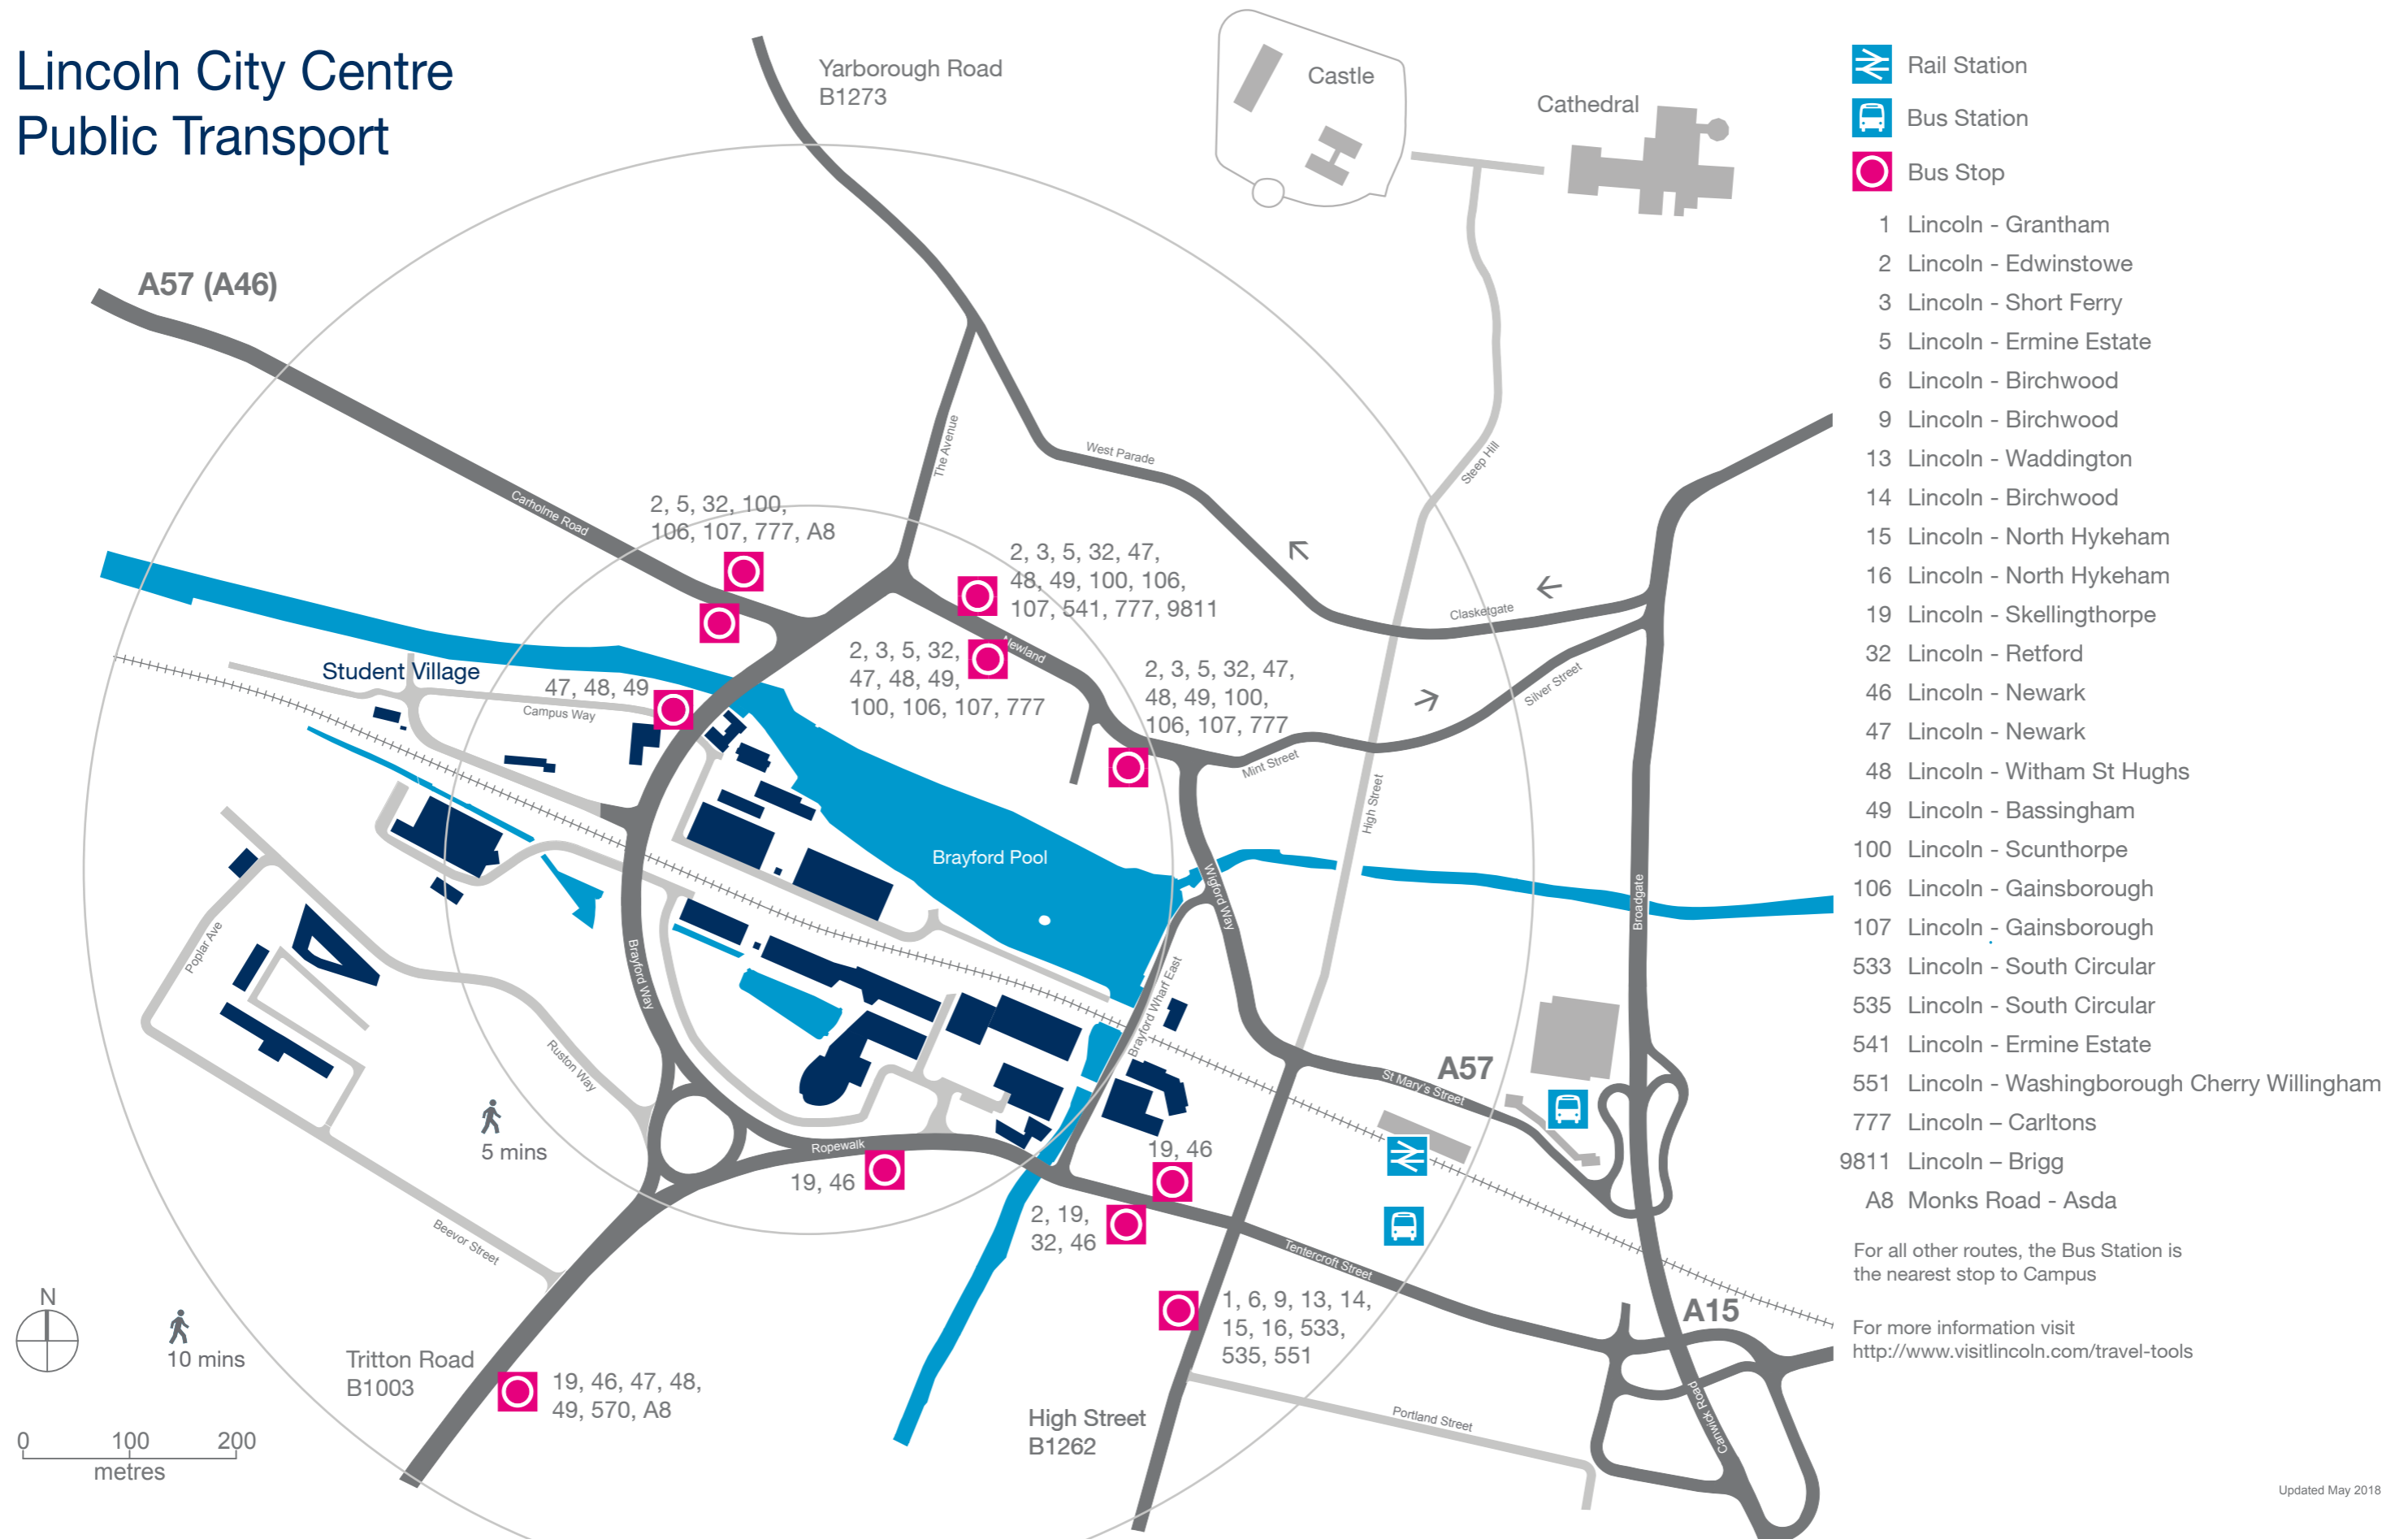 Lincoln City Centre
Public Transport
Yarborough Road
B1273
Castle
Cathedral
A57 (A46)
Carholme Road
The Avenue
West Parade
Steep Hill
2, 5, 32, 100,
106, 107, 777, A8
2, 3, 5, 32, 47,
48, 49, 100, 106,
107, 541, 777, 9811
Clasketgate
Newland
2, 3, 5, 32,
47, 48, 49,
100, 106, 107, 777
2, 3, 5, 32, 47,
48, 49, 100,
106, 107, 777
Silver Street
Mint Street
Student Village
47, 48, 49
Campus Way
High Street
Brayford Pool
Wigford Way
Broadgate
Poplar Ave
Brayford Way
Brayford Wharf East
Ruston Way
A57
St Mary's Street
5 mins
Ropewalk
19, 46
19, 46
2, 19,
32, 46
Beevor Street
Tentercroft Street
N
10 mins
1, 6, 9, 13, 14,
15, 16, 533,
535, 551
A15
Tritton Road
B1003
19, 46, 47, 48,
49, 570, A8
High Street
B1262
Portland Street
Canwick Road
0 100 200
metres
Rail Station
Bus Station
Bus Stop
1 Lincoln - Grantham
2 Lincoln - Edwinstowe
3 Lincoln - Short Ferry
5 Lincoln - Ermine Estate
6 Lincoln - Birchwood
9 Lincoln - Birchwood
13 Lincoln - Waddington
14 Lincoln - Birchwood
15 Lincoln - North Hykeham
16 Lincoln - North Hykeham
19 Lincoln - Skellingthorpe
32 Lincoln - Retford
46 Lincoln - Newark
47 Lincoln - Newark
48 Lincoln - Witham St Hughs
49 Lincoln - Bassingham
100 Lincoln - Scunthorpe
106 Lincoln - Gainsborough
107 Lincoln - Gainsborough
533 Lincoln - South Circular
535 Lincoln - South Circular
541 Lincoln - Ermine Estate
551 Lincoln - Washingborough Cherry Willingham
777 Lincoln – Carltons
9811 Lincoln – Brigg
A8 Monks Road - Asda
For all other routes, the Bus Station is
the nearest stop to Campus
For more information visit
http://www.visitlincoln.com/travel-tools
Updated May 2018